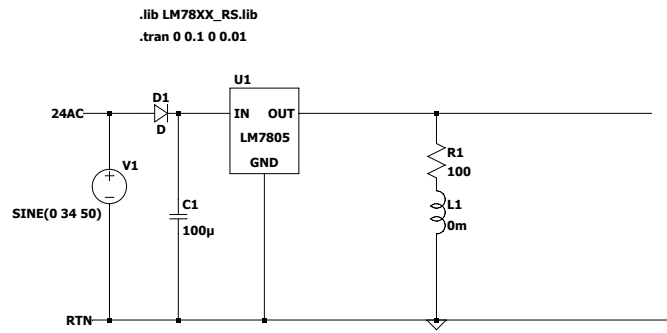 .lib LM78XX_RS.lib
.tran 0 0.1 0 0.01
U1
D1
24AC
IN OUT
D
LM7805
R1
GND
V1
100
C1
L1
SINE(0 34 50)
0m
100µ
RTN